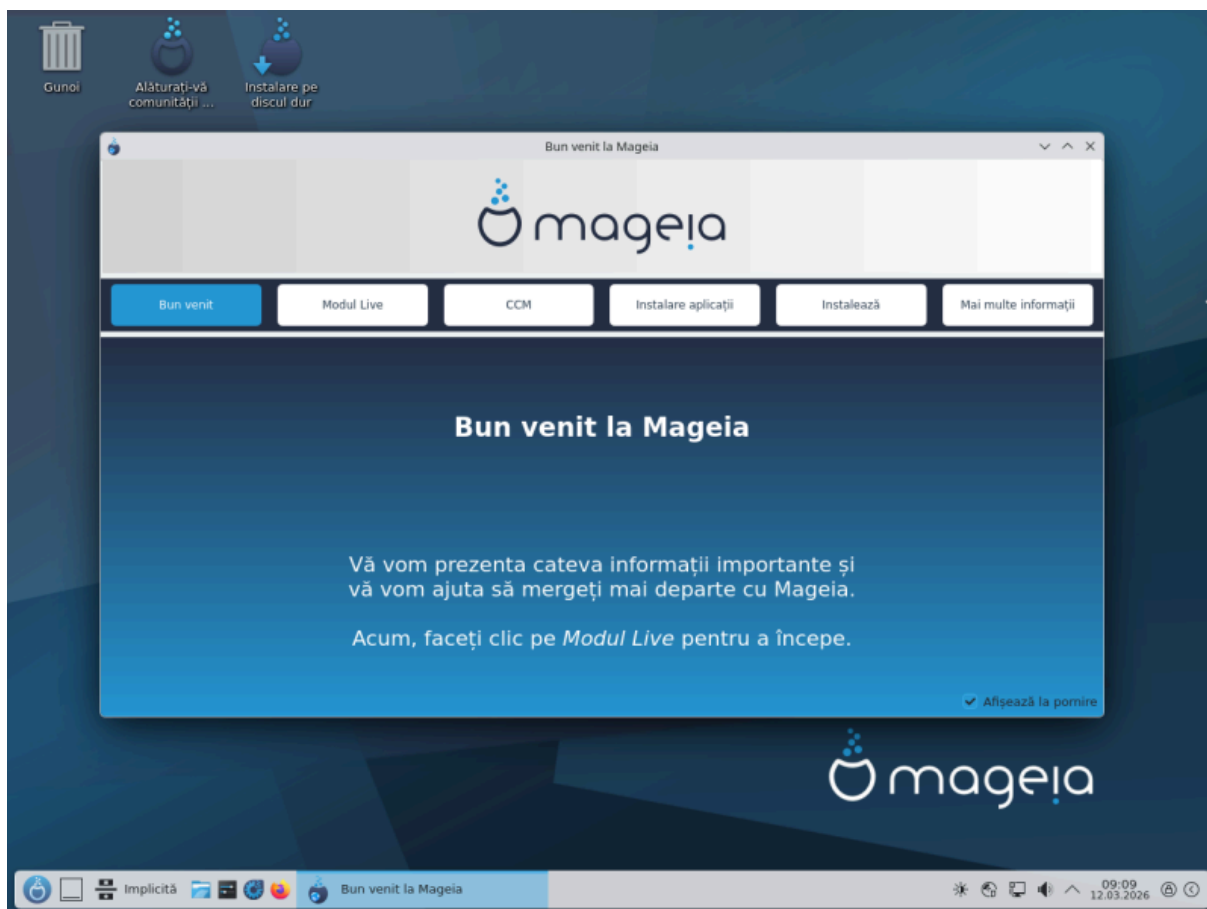 Gunoi
Alăturați-vă
comunității ...
Instalare pe
discul dur
Bun venit la Mageia
mageia
Bun venit
Modul Live
CCM
Instalare aplicații
Instalează
Mai multe informații
Bun venit la Mageia
Vă vom prezenta cateva informații importante și
vă vom ajuta să mergeți mai departe cu Mageia.
Acum, faceți clic pe Modul Live pentru a începe.
Afișează la pornire
mageia
Implicită
Bun venit la Mageia
09:09
12.03.2026